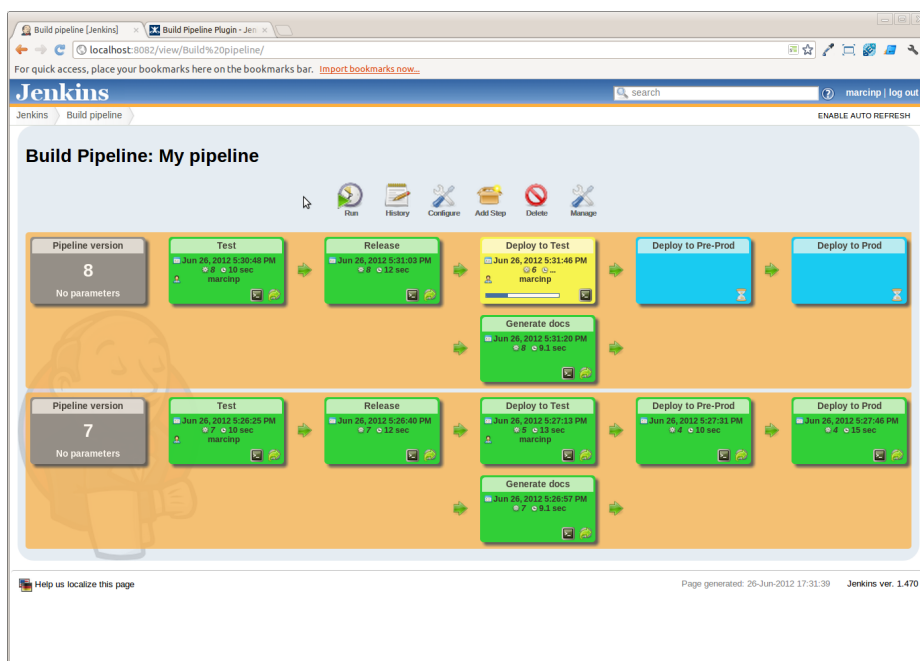 Build pipeline [Jenkins]
Build Pipeline Plugin - Jen
localhost:8082/view/Build%20pipeline/
For quick access, place your bookmarks here on the bookmarks bar. Import bookmarks now...
Jenkins
search
marcinp | log out
Jenkins Build pipeline
ENABLE AUTO REFRESH
Build Pipeline: My pipeline
Run History Configure Add Step Delete Manage
Pipeline version
8
No parameters
Test
Jun 26, 2012 5:30:48 PM
8 10 sec
marcinp
Release
Jun 26, 2012 5:31:03 PM
8 12 sec
Deploy to Test
Jun 26, 2012 5:31:46 PM
6 ...
marcinp
Deploy to Pre-Prod
Deploy to Prod
Generate docs
Jun 26, 2012 5:31:20 PM
8 9.1 sec
Pipeline version
7
No parameters
Test
Jun 26, 2012 5:26:25 PM
7 10 sec
marcinp
Release
Jun 26, 2012 5:26:40 PM
7 12 sec
Deploy to Test
Jun 26, 2012 5:27:13 PM
5 13 sec
marcinp
Deploy to Pre-Prod
Jun 26, 2012 5:27:31 PM
4 10 sec
Deploy to Prod
Jun 26, 2012 5:27:46 PM
4 15 sec
Generate docs
Jun 26, 2012 5:26:57 PM
7 9.1 sec
Help us localize this page
Page generated: 26-Jun-2012 17:31:39 Jenkins ver. 1.470